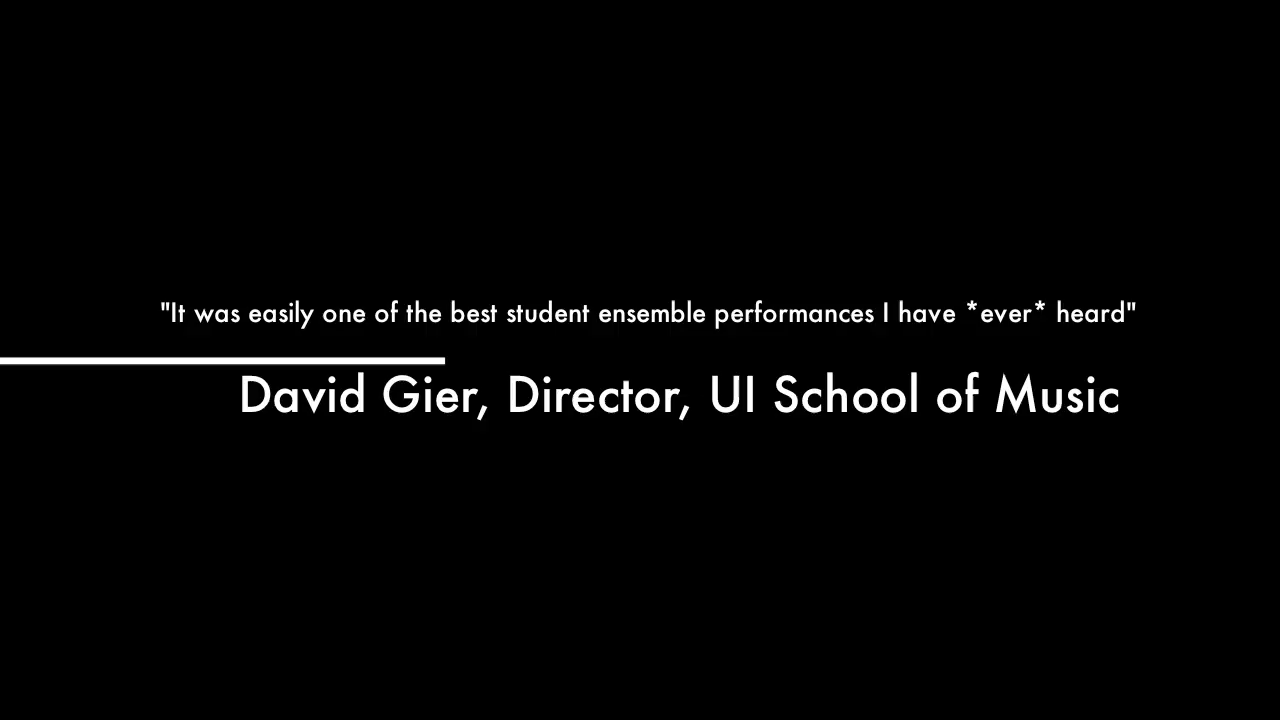 "It was easily one of the best student ensemble performances I have *ever* heard"
David Gier, Director, UI School of Music